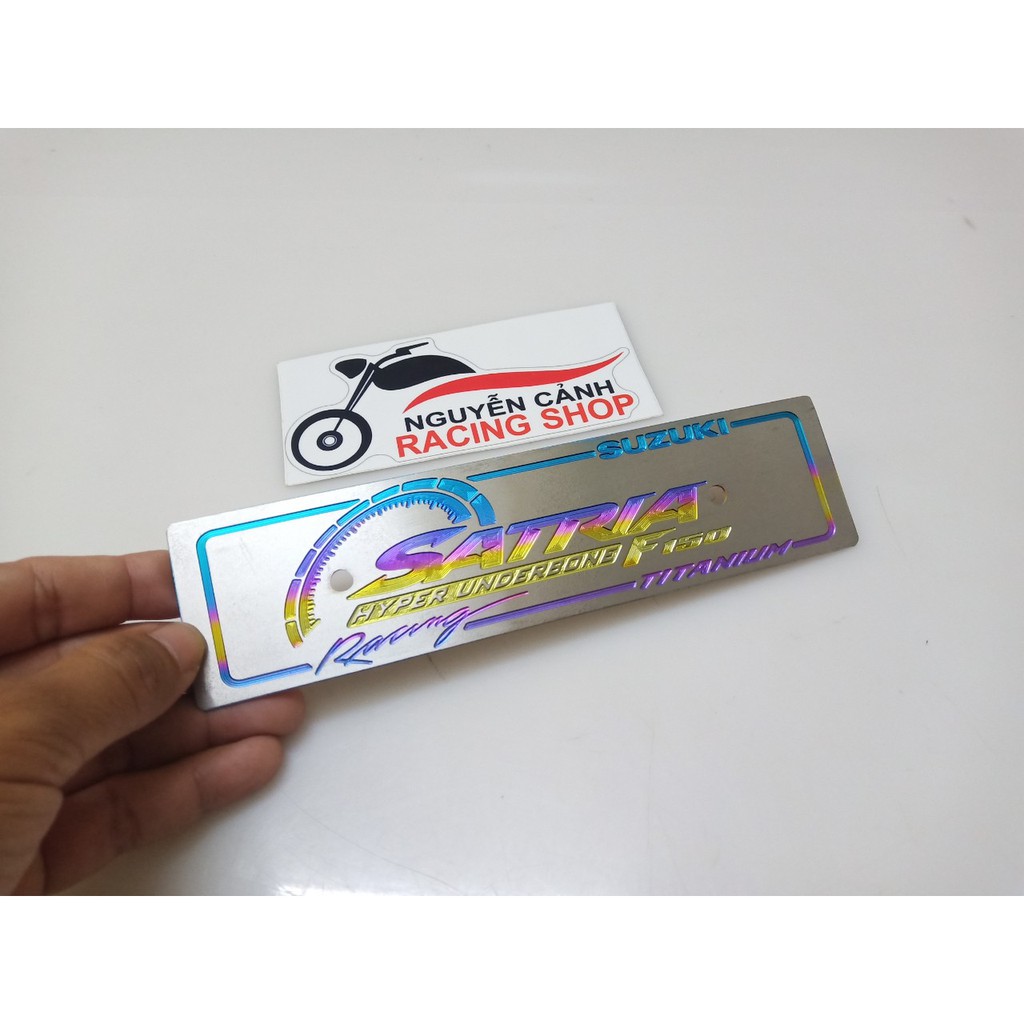 NGUYỄN CẢNH
RACING SHOP
SUZUKI
SATRIA
HYPER UNDERBONE F150
Racing
TITANIUM